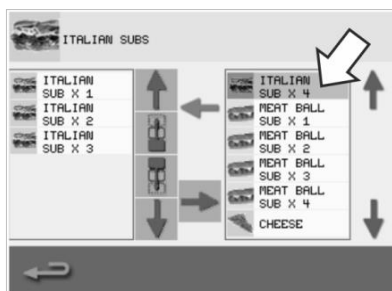 ITALIAN SUBS
ITALIAN
SUB X 1
ITALIAN
SUB X 2
ITALIAN
SUB X 3
ITALIAN
SUB X 4
MEAT BALL
SUB X 1
MEAT BALL
SUB X 2
MEAT BALL
SUB X 3
MEAT BALL
SUB X 4
CHEESE